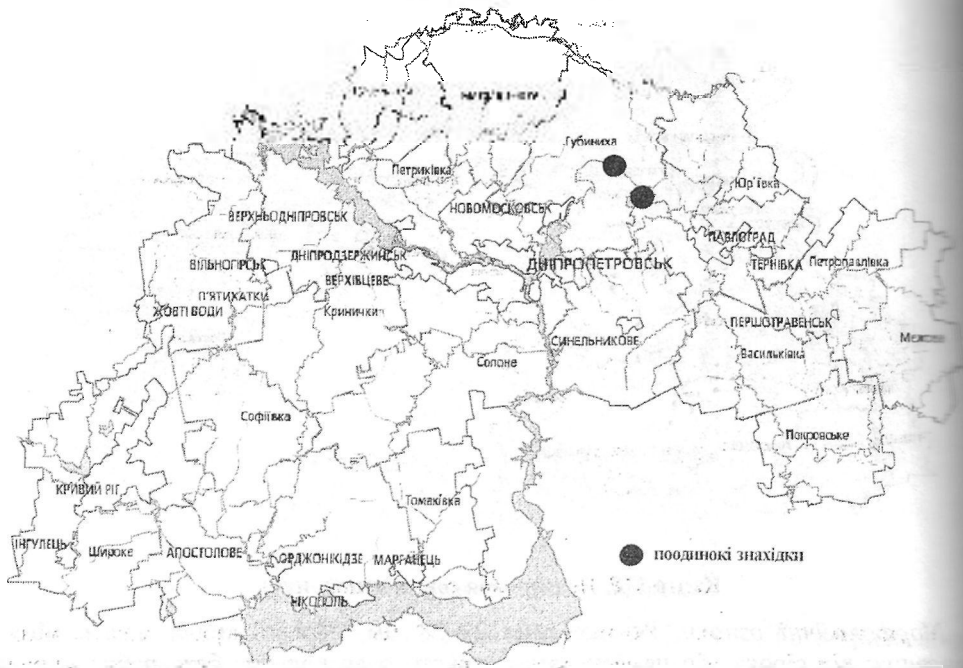 Губиниха
Петриківка
Юр'ївка
НОВОМОСКОВСЬК
ВЕРХНЬОДНІПРОВСЬК
ПАВЛОГРАД
ДНІПРОДЗЕРЖИНСЬК
ДНІПРОПЕТРОВСЬК
ТЕРНІВКА
Петропавлівка
ВІЛЬНОГІРСЬК
ВЕРХІВЦЕВЕ
П'ЯТИХАТКИ
ЖОВТІ ВОДИ
Кринички
ПЕРШОТРАВЕНСЬК
СИНЕЛЬНИКОВЕ
Межова
Васильківка
Солоне
Софіївка
Покровське
КРИВИЙ РІГ
Томаківка
ІНГУЛЕЦЬ
Широке
АПОСТОЛОВЕ
ОРДЖОНІКІДЗЕ
МАРГАНЕЦЬ
поодинокі знахідки
НІКОПОЛЬ